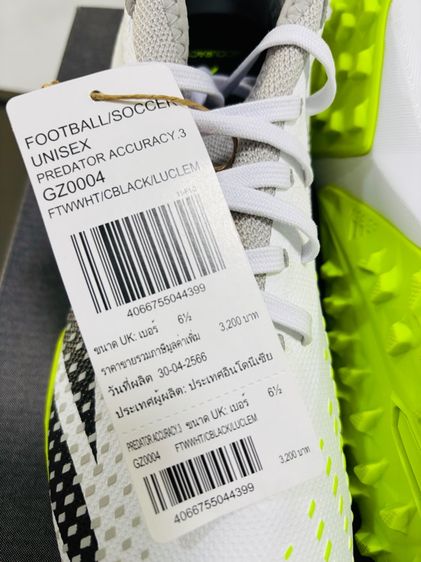 FOOTBALL/SOCCER
UNISEX
PREDATOR ACCURACY.3
GZ0004
FTWWHT/CBLACK/LUCLEM
4066755044399
ขนาด UK: เบอร์ 6½
ราคาขายรวมภาษีมูลค่าเพิ่ม 3,200 บาท
วันที่ผลิต 30-04-2566
ประเทศผู้ผลิต: ประเทศอินโดนีเซีย
PREDATOR ACCURACY.3 ขนาด UK: เบอร์ 6½
GZ0004 FTWWHT/CBLACK/LUCLEM
4066755044399
3,200 บาท